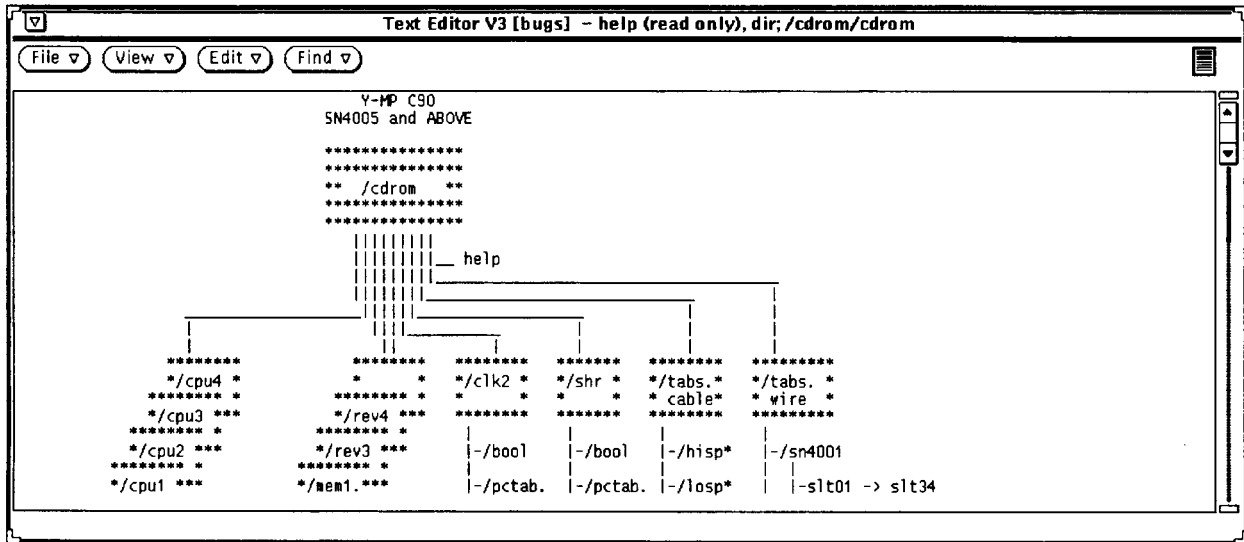 Text Editor V3 [bugs] – help (read only), dir; /cdrom/cdrom
File View Edit Find
Y-MP C90
SN4005 and ABOVE
***************
***************
** /cdrom **
***************
***************
__ help
******** ******** ******** ******* ******** *********
*/cpu4 * * * */clk2 * */shr * */tabs.* */tabs. *
******** * ******** * * * * * * cable* * wire *
*/cpu3 *** */rev4 *** ******** ******* ******** *********
******** * ******** *
*/cpu2 *** */rev3 *** |-/bool |-/bool |-/hisp* |-/sn4001
******** * ******** *
*/cpu1 *** */mem1.*** |-/pctab. |-/pctab. |-/losp* | |-slt01 -> slt34